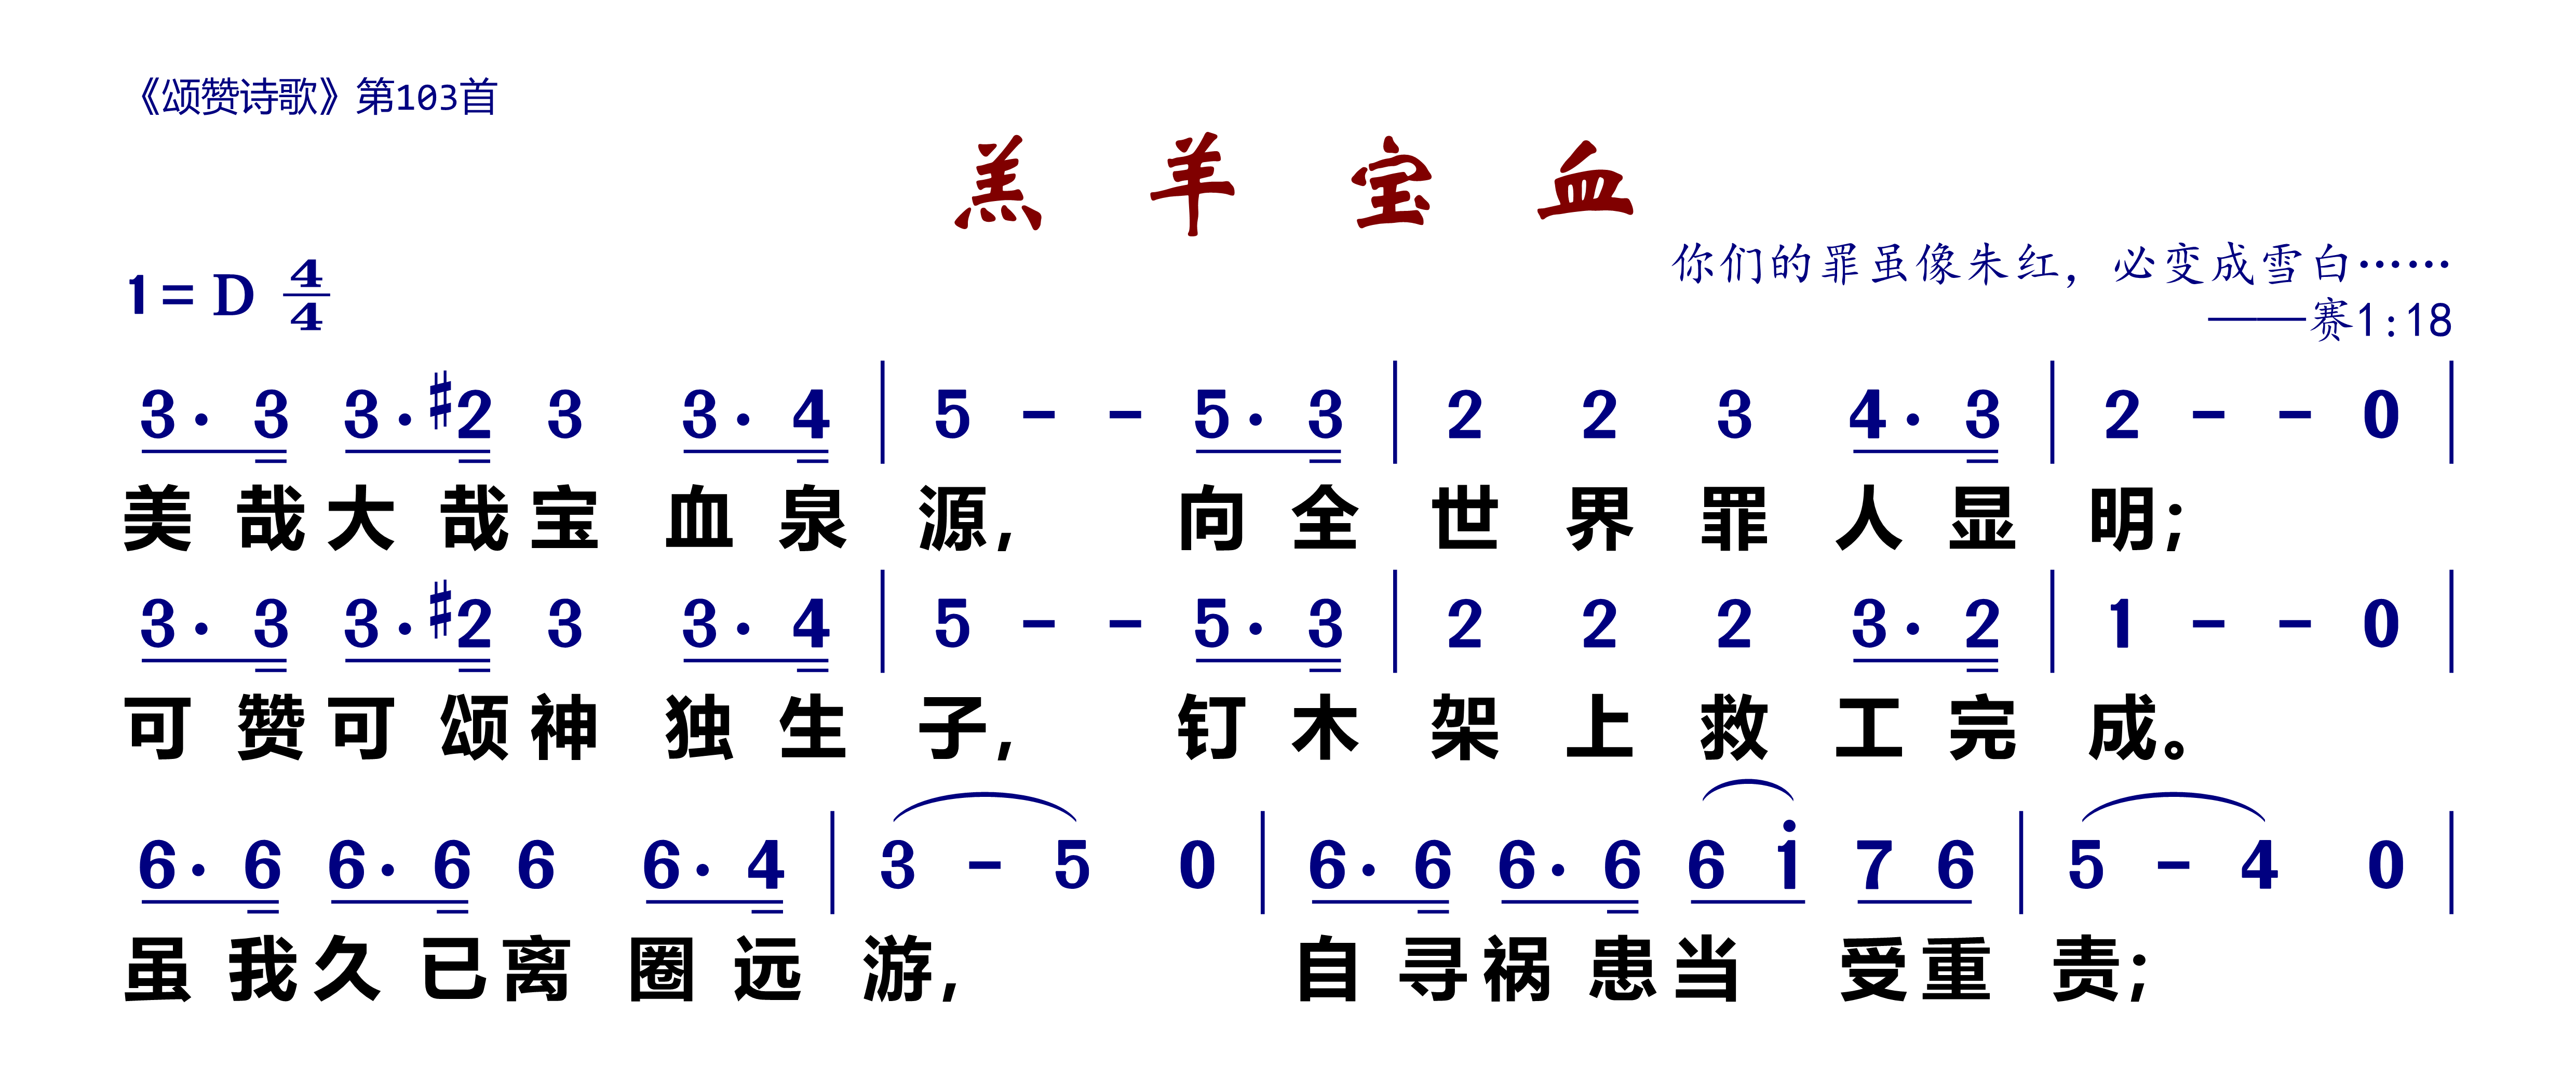 《颂赞诗歌》第103首
羔羊宝血
你们的罪虽像朱红，必变成雪白……
1=D 4/4
——赛1:18
3· 3 3· #2 3 3· 4 | 5 - - 5· 3 | 2 2 3 4· 3 | 2 - - 0 |
美哉大哉宝血泉源，向全世界罪人显明；
3· 3 3· #2 3 3· 4 | 5 - - 5· 3 | 2 2 2 3· 2 | 1 - - 0 |
可赞可颂神独生子，钉木架上救工完成。
6· 6 6· 6 6 6· 4 | 3 - 5 0 | 6· 6 6· 6 6 i 7 6 | 5 - 4 0 |
虽我久已离圈远游，自寻祸患当受重责；